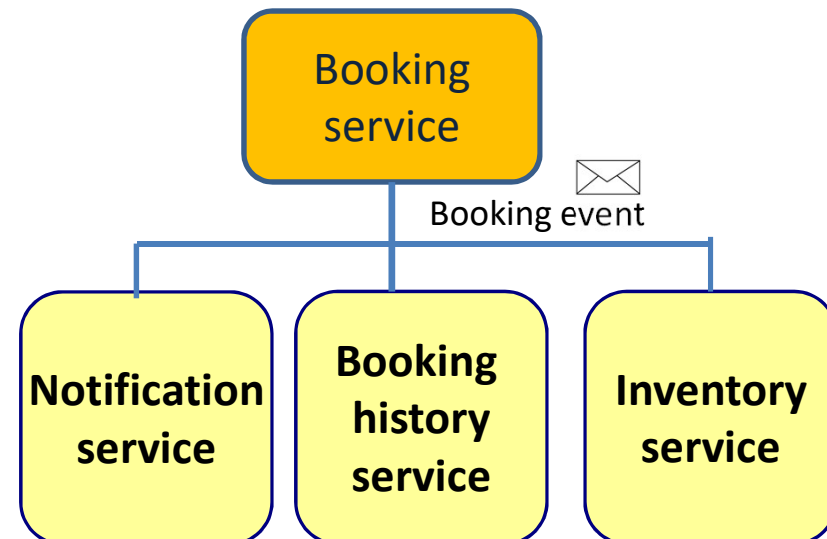 Booking
service
Booking event
Notification
service
Booking
history
service
Inventory
service